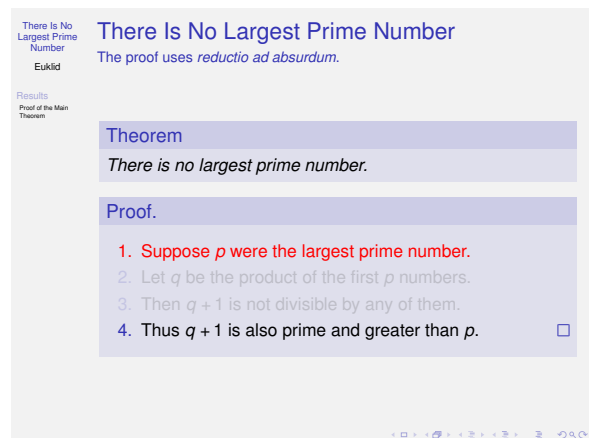 There Is No
Largest Prime
Number
Euklid
Results
Proof of the Main
Theorem
There Is No Largest Prime Number
The proof uses reductio ad absurdum.
Theorem
There is no largest prime number.
Proof.
1. Suppose p were the largest prime number.
2. Let q be the product of the first p numbers.
3. Then q + 1 is not divisible by any of them.
4. Thus q + 1 is also prime and greater than p.